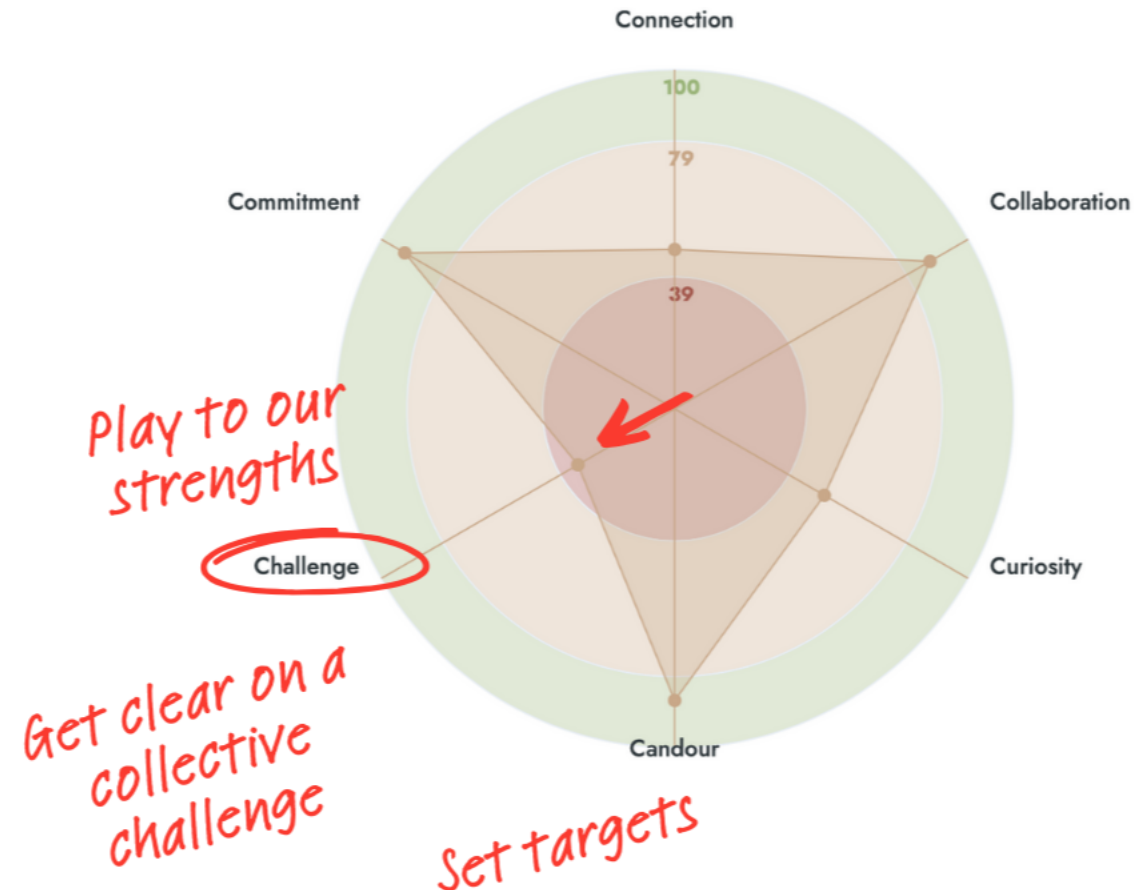 Connection
100
79
Commitment
Collaboration
39
Play to our
strengths
Challenge
Curiosity
Get clear on a
collective
challenge
Candour
Set targets